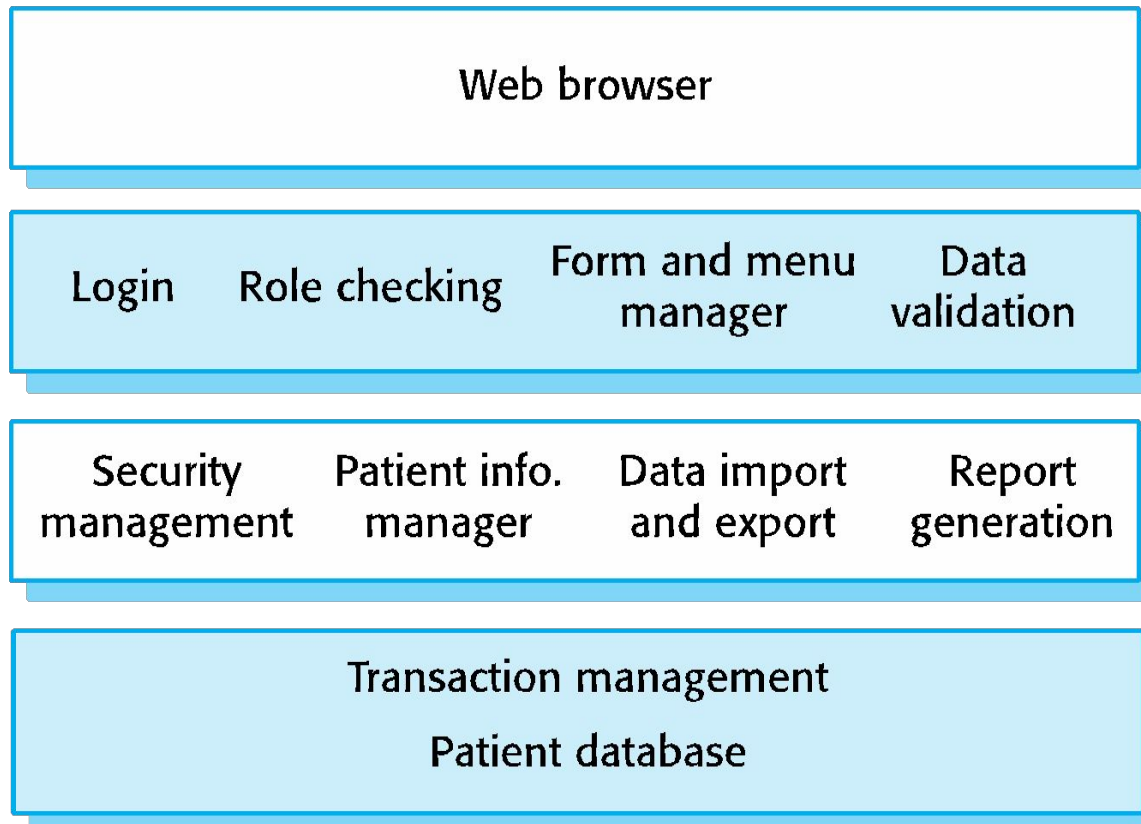 Web browser
Login
Role checking
Form and menu
manager
Data
validation
Security
management
Patient info.
manager
Data import
and export
Report
generation
Transaction management
Patient database